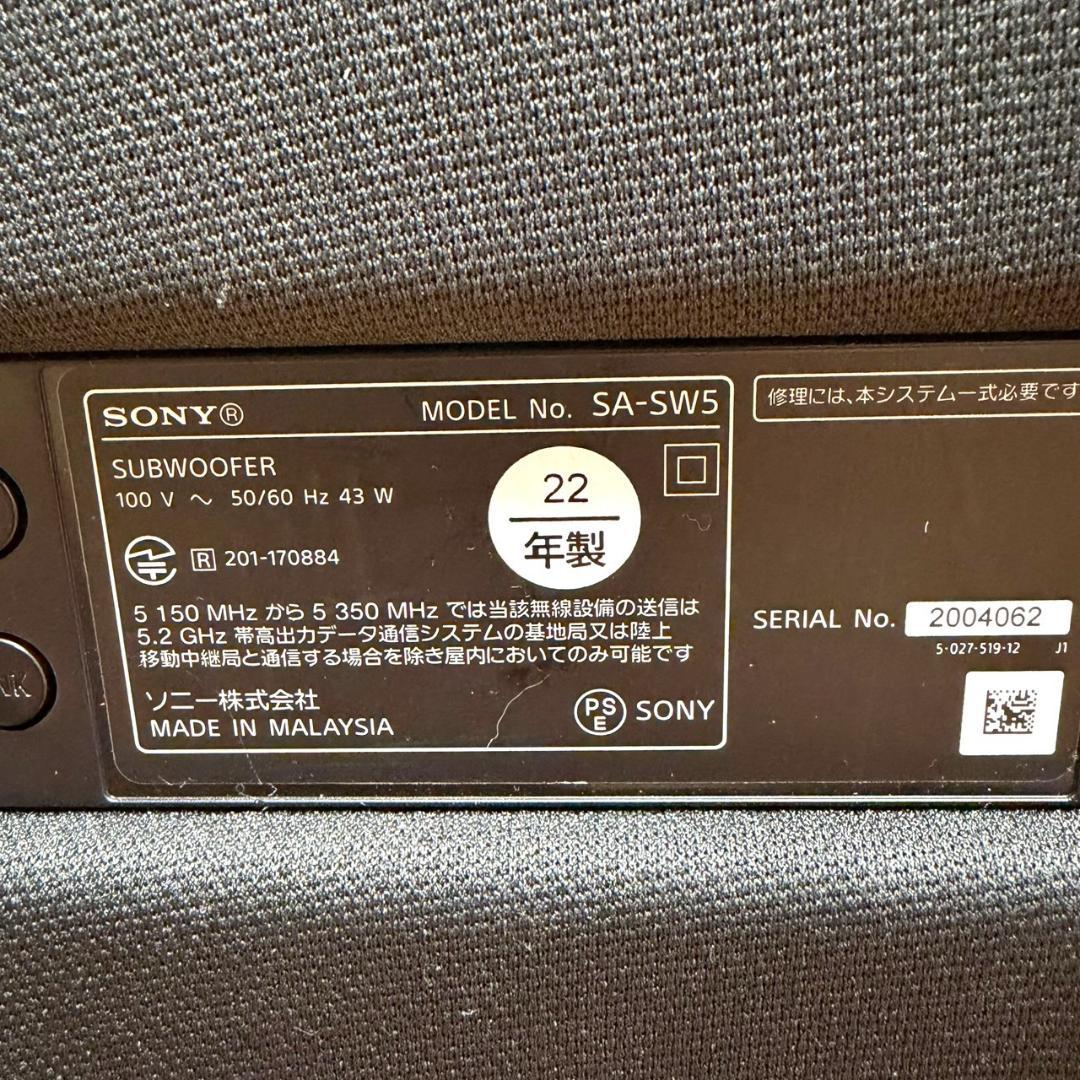 SONY®
MODEL No. SA-SW5
SUBWOOFER
100 V ～ 50/60 Hz 43 W
22
年製
R 201-170884
5 150 MHz から 5 350 MHz では当該無線設備の送信は
5.2 GHz 帯高出力データ通信システムの基地局又は陸上
移動中継局と通信する場合を除き屋内においてのみ可能です
ソニー株式会社
MADE IN MALAYSIA
PS
E
SONY
修理には、本システム一式必要です
SERIAL No. 2004062
5-027-519-12 J1